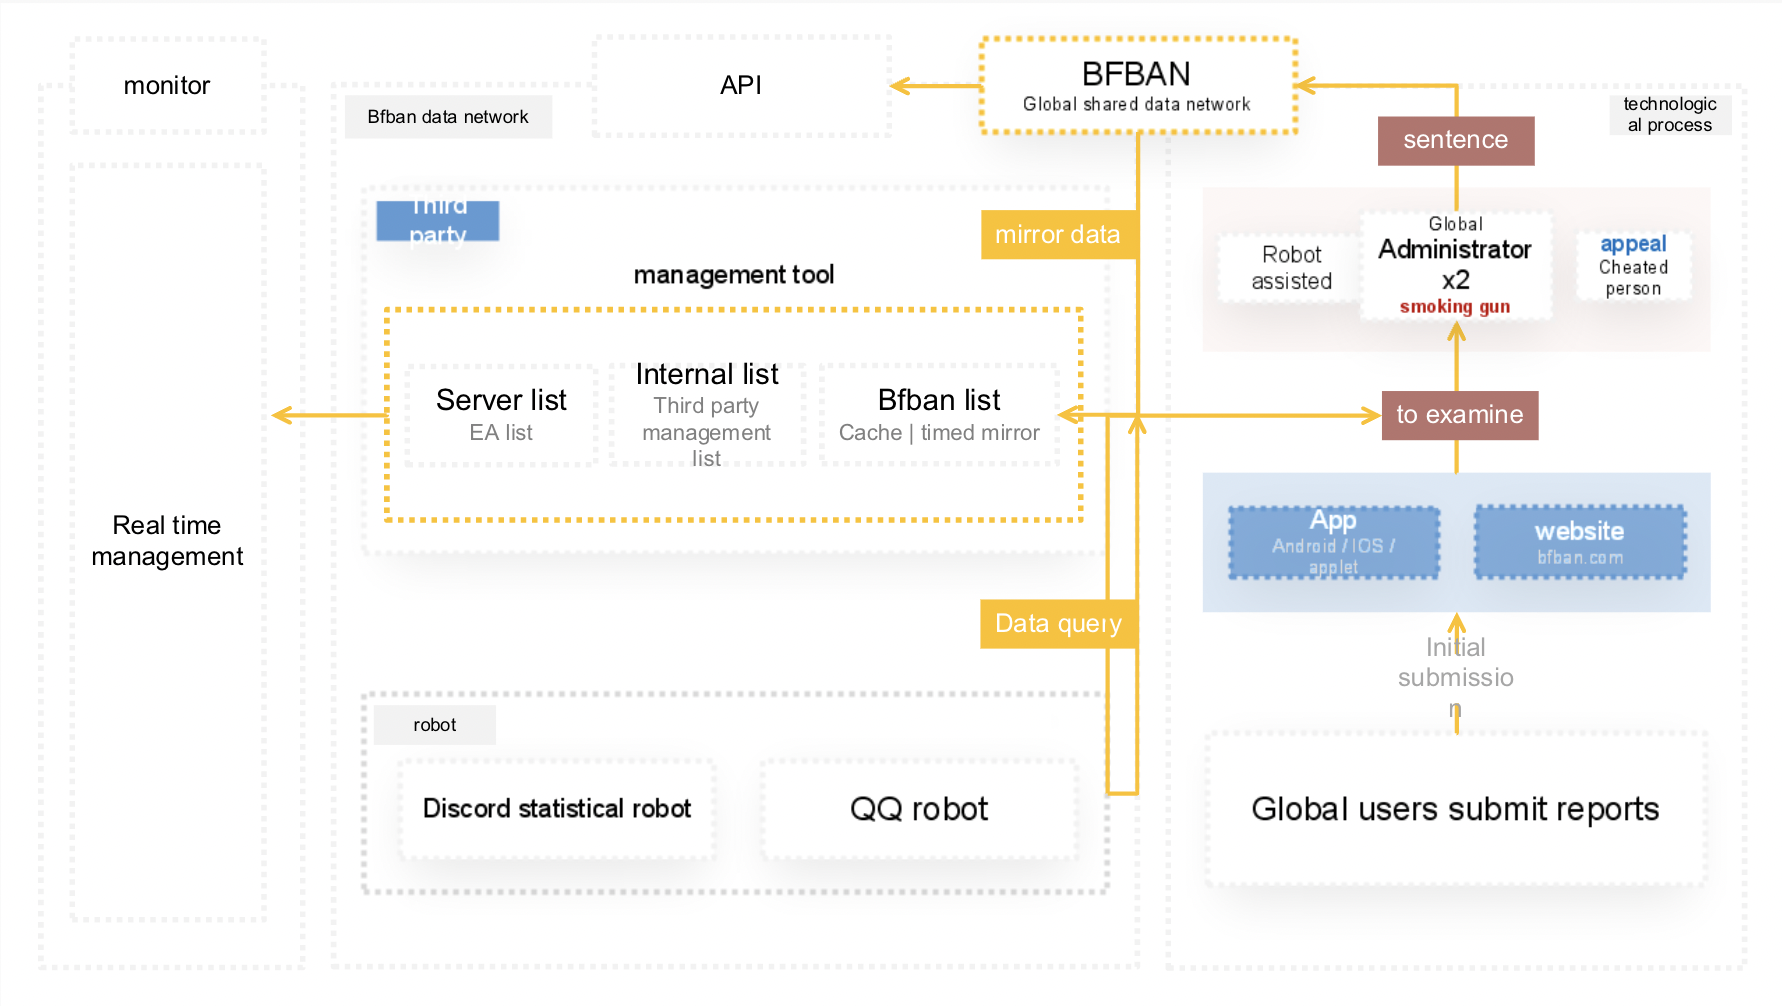 monitor
Real time
management
API
Bfban data network
BFBAN
Global shared data network
Third
party
management tool
Server list
EA list
Internal list
Third party
management
list
Bfban list
Cache | timed mirror
mirror data
Data query
robot
Discord statistical robot
QQ robot
technologic
al process
sentence
Robot
assisted
Global
Administrator
x2
smoking gun
appeal
Cheated
person
to examine
App
Android / IOS /
applet
website
bfban.com
Initial
submissio
n
Global users submit reports